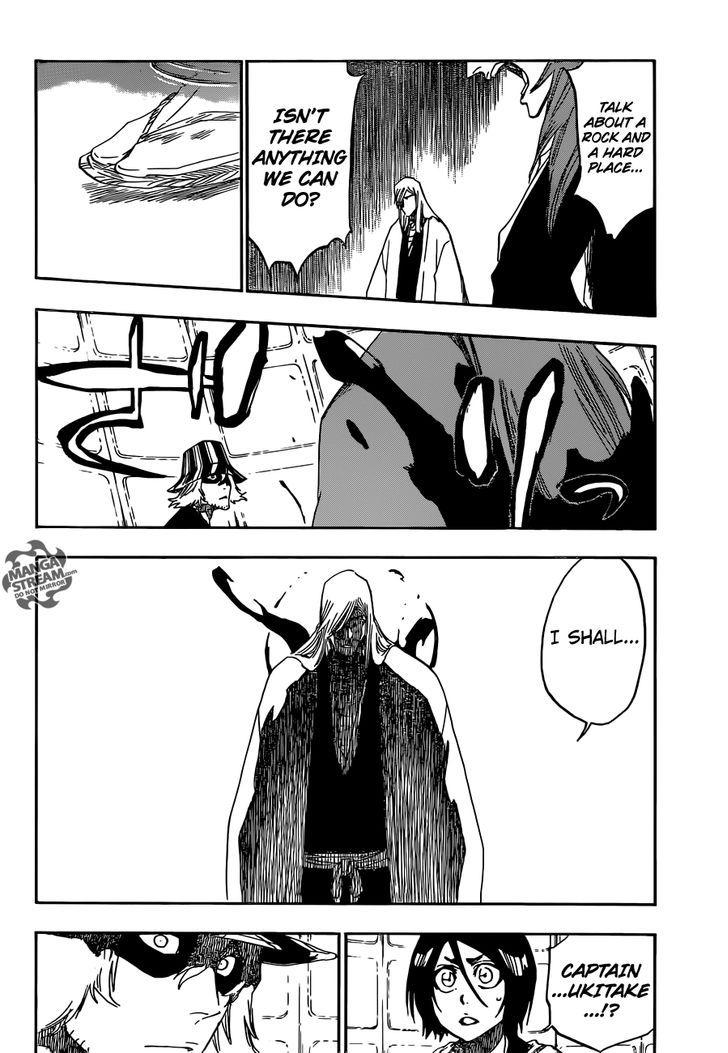 TALK
ABOUT A
ROCK AND
A HARD
PLACE...
ISN'T
THERE
ANYTHING
WE CAN
DO?
MANGA
STREAM.com
DO NOT MIRROR
I SHALL...
CAPTAIN
...UKITAKE
...!?